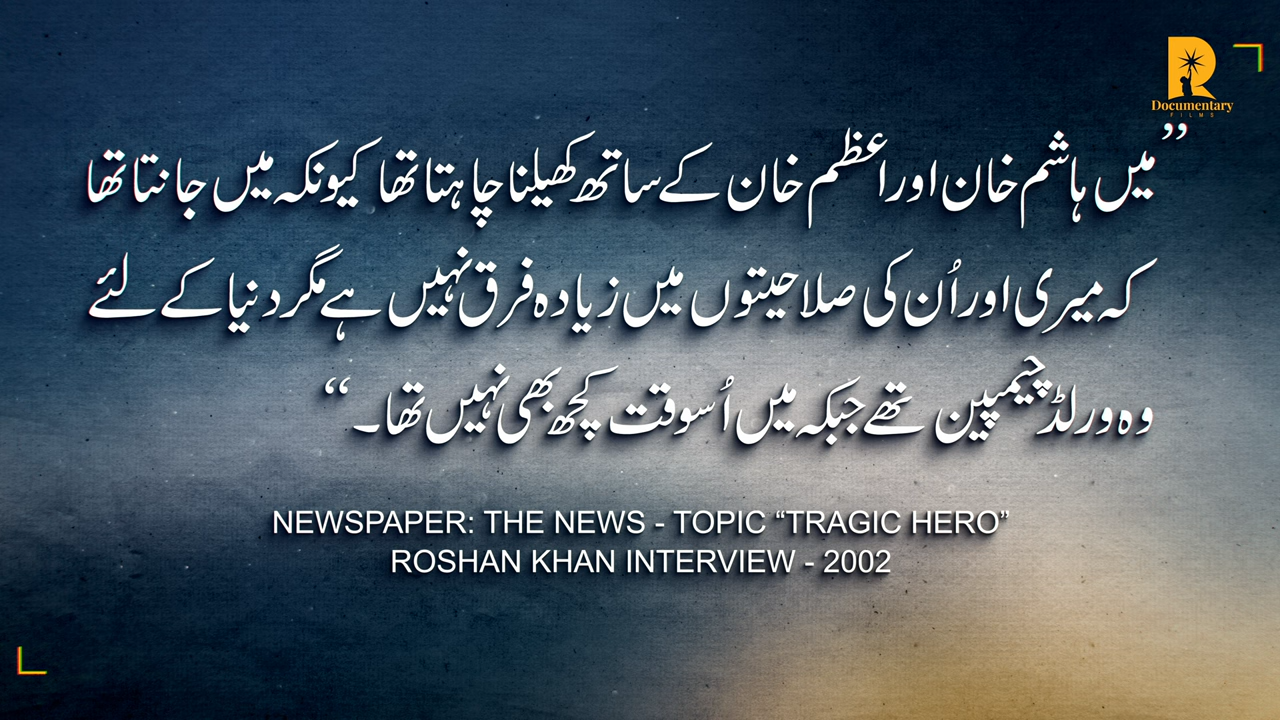 Documentary
FILMS
”میں ہاشم خان اور اعظم خان کے ساتھ کھیلنا چاہتا تھا کیونکہ میں جانتا تھا
کہ میری اور اُن کی صلاحیتوں میں زیادہ فرق نہیں ہے مگر دنیا کے لئے
وہ ورلڈ چیمپین تھے جبکہ میں اُسوقت کچھ بھی نہیں تھا۔“
NEWSPAPER: THE NEWS - TOPIC “TRAGIC HERO”
ROSHAN KHAN INTERVIEW - 2002